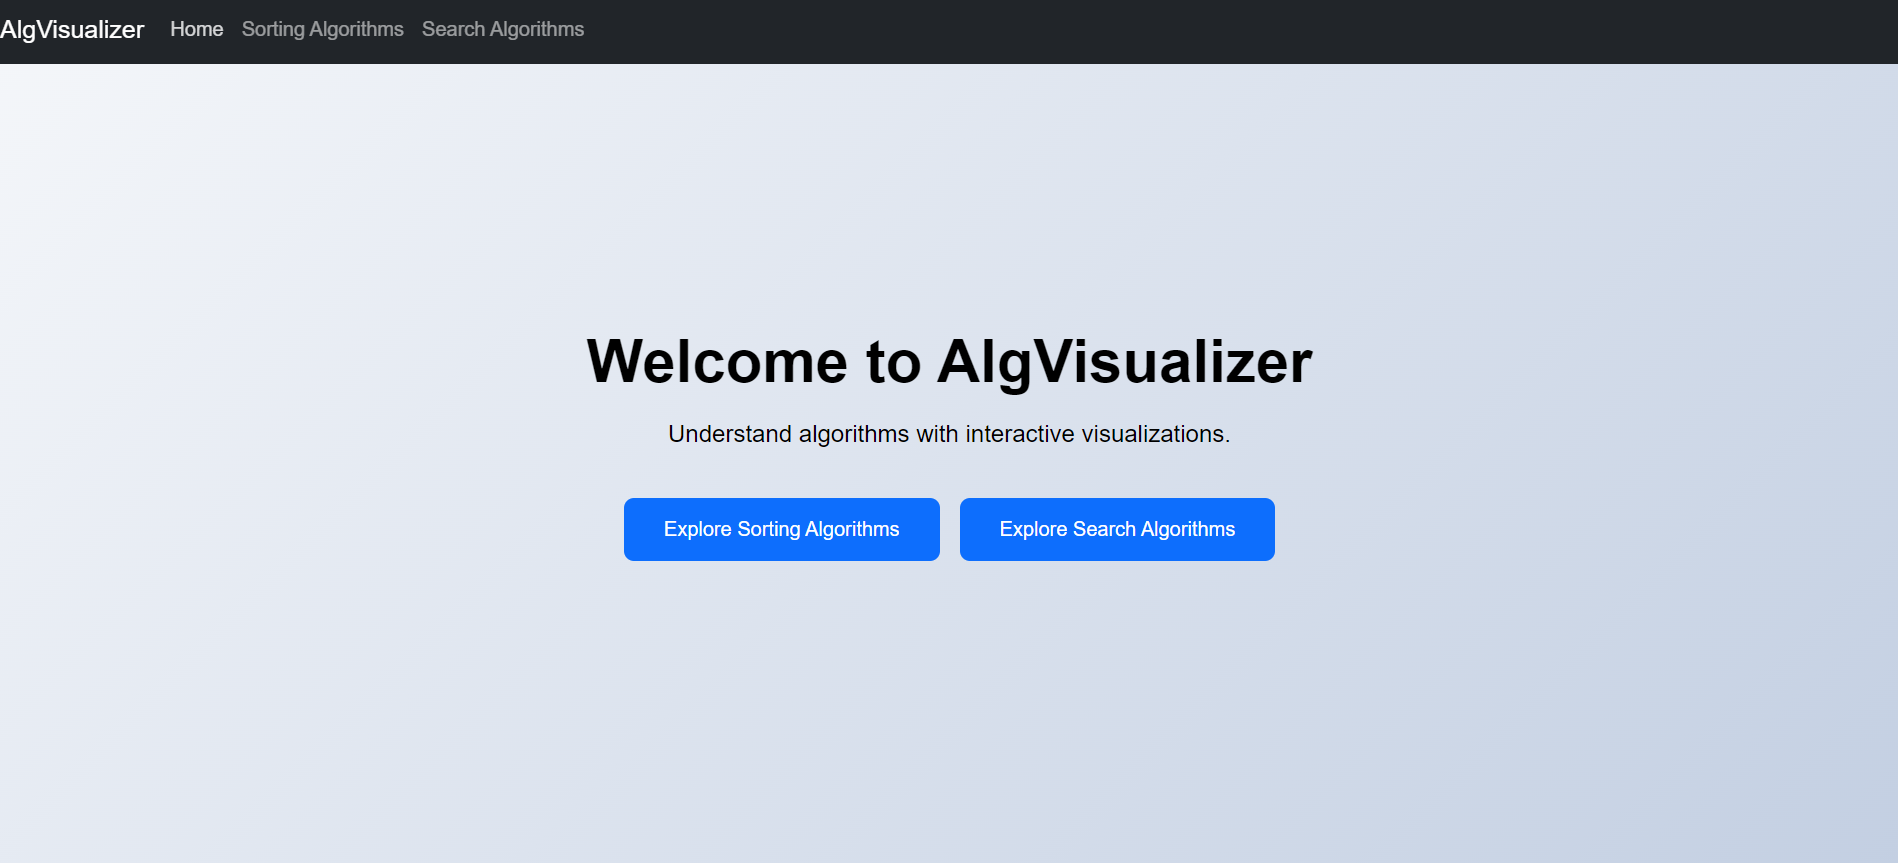 AlgVisualizer Home Sorting Algorithms Search Algorithms
Welcome to AlgVisualizer
Understand algorithms with interactive visualizations.
Explore Sorting Algorithms Explore Search Algorithms